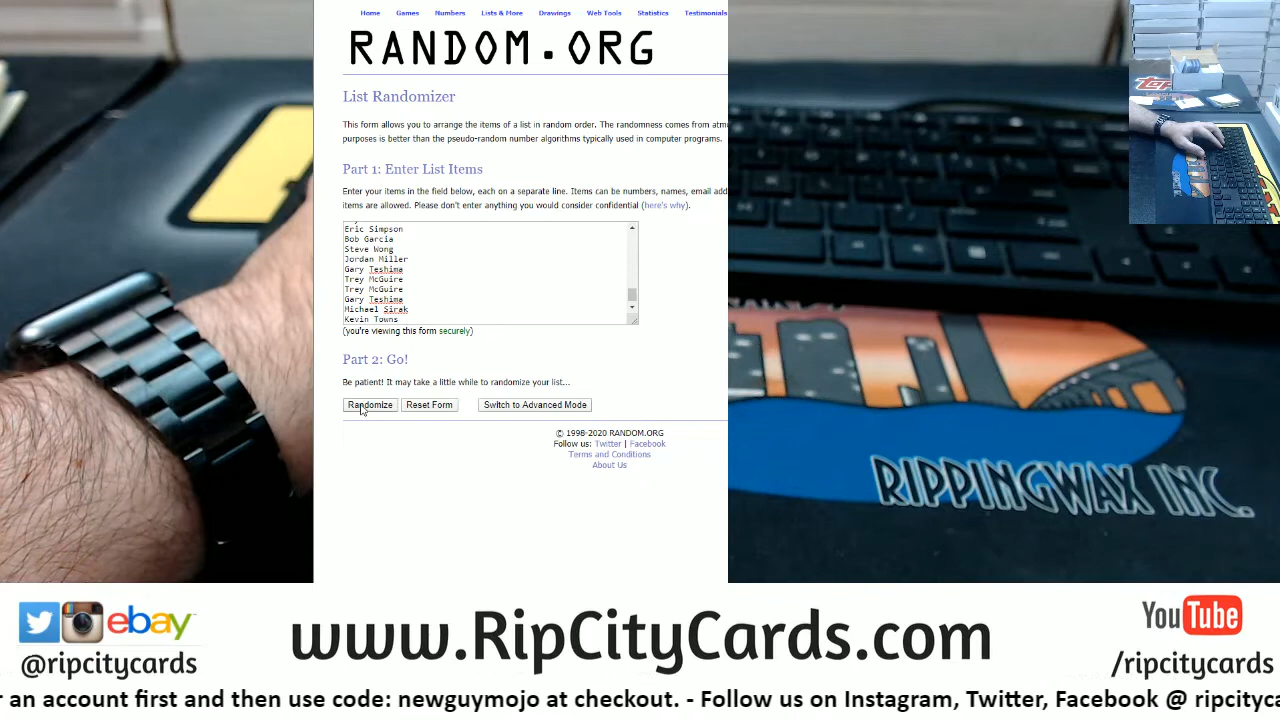 Home Games Numbers Lists & More Drawings Web Tools Statistics Testimonials
RANDOM.ORG
List Randomizer
This form allows you to arrange the items of a list in random order. The randomness comes from
purposes is better than the pseudo-random number algorithms typically used in computer programs.
Part 1: Enter List Items
Enter your items in the field below, each on a separate line. Items can be numbers, names, email
items are allowed. Please don't enter anything you would consider confidential (here's why).
Eric Simpson
Bob Garcia
Steve Wong
Jordan Miller
Gary Teshima
Trey McGuire
Trey McGuire
Gary Teshima
Michael Sirak
Kevin Towns
(you're viewing this form securely)
Part 2: Go!
Be patient! It may take a little while to randomize your list...
Randomize Reset Form Switch to Advanced Mode
© 1998-2020 RANDOM.ORG
Follow us: Twitter | Facebook
Terms and Conditions
About Us
RIPPINGWAX INC.
ebay
@ripcitycards
www.RipCityCards.com
YouTube
/ripcitycards
an account first and then use code: newguymojo at checkout. - Follow us on Instagram, Twitter, Facebook @